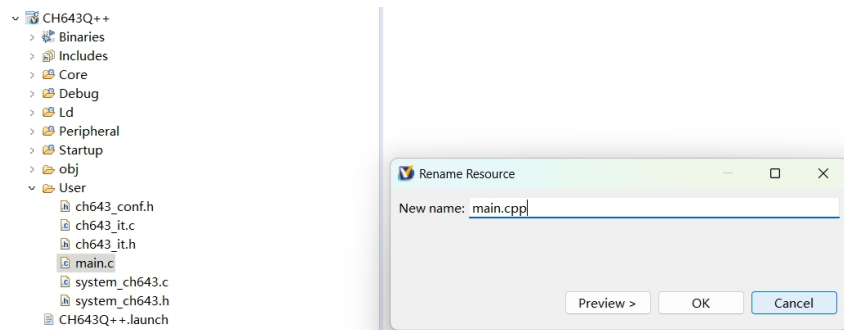 CH643Q++
Binaries
Includes
Core
Debug
Ld
Peripheral
Startup
obj
User
ch643_conf.h
ch643_it.c
ch643_it.h
main.c
system_ch643.c
system_ch643.h
CH643Q++.launch
Rename Resource
New name: main.cpp
Preview > OK Cancel